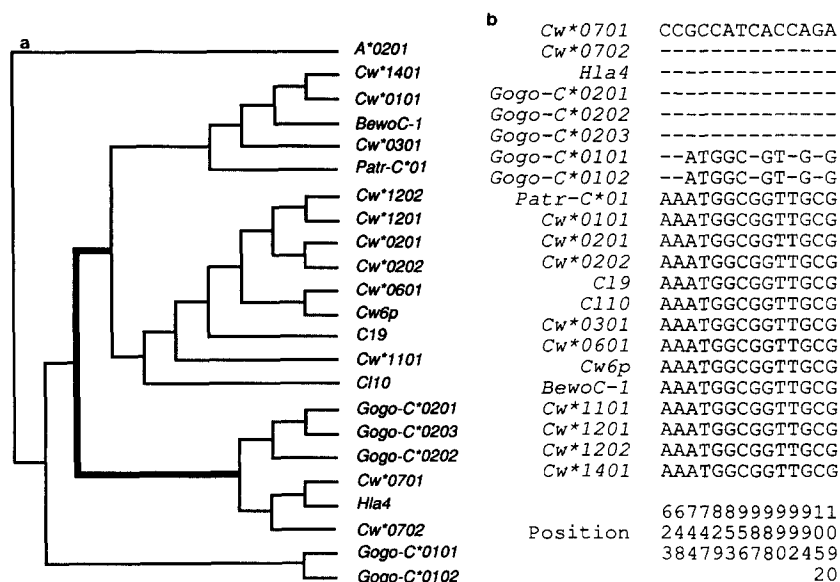 a
A*0201
Cw*1401
Cw*0101
BewoC-1
Cw*0301
Patr-C*01
Cw*1202
Cw*1201
Cw*0201
Cw*0202
Cw*0601
Cw6p
C19
Cw*1101
Cl10
Gogo-C*0201
Gogo-C*0203
Gogo-C*0202
Cw*0701
Hla4
Cw*0702
Gogo-C*0101
Gogo-C*0102
b
Cw*0701 CCGCCATCACCAGA
Cw*0702 --------------
Hla4 --------------
Gogo-C*0201 --------------
Gogo-C*0202 --------------
Gogo-C*0203 --------------
Gogo-C*0101 --ATGGC-GT-G-G
Gogo-C*0102 --ATGGC-GT-G-G
Patr-C*01 AAATGGCGGTTGCG
Cw*0101 AAATGGCGGTTGCG
Cw*0201 AAATGGCGGTTGCG
Cw*0202 AAATGGCGGTTGCG
Cl9 AAATGGCGGTTGCG
Cl10 AAATGGCGGTTGCG
Cw*0301 AAATGGCGGTTGCG
Cw*0601 AAATGGCGGTTGCG
Cw6p AAATGGCGGTTGCG
BewoC-1 AAATGGCGGTTGCG
Cw*1101 AAATGGCGGTTGCG
Cw*1201 AAATGGCGGTTGCG
Cw*1202 AAATGGCGGTTGCG
Cw*1401 AAATGGCGGTTGCG
66778899999911
Position 24442558899900
38479367802459
20